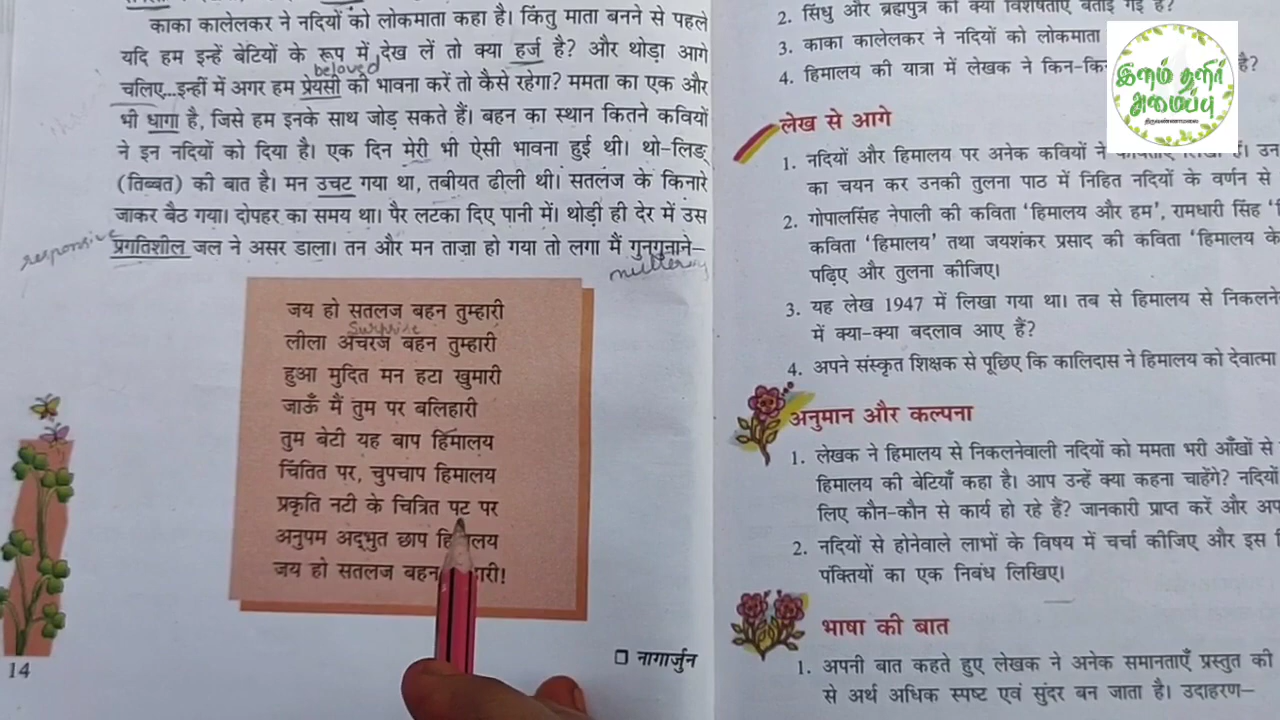 काका कालेलकर ने नदियों को लोकमाता कहा है। किंतु माता बनने से पहले
यदि हम इन्हें बेटियों के रूप में देख लें तो क्या हर्ज है? और थोड़ा आगे
beloved
चलिए...इन्हीं में अगर हम प्रेयसी की भावना करें तो कैसे रहेगा? ममता का एक और
भी धागा है, जिसे हम इनके साथ जोड़ सकते हैं। बहन का स्थान कितने कवियों
ने इन नदियों को दिया है। एक दिन मेरी भी ऐसी भावना हुई थी। थो-लिङ्
(तिब्बत) की बात है। मन उचट गया था, तबीयत ढीली थी। सतलज के किनारे
जाकर बैठ गया। दोपहर का समय था। पैर लटका दिए पानी में। थोड़ी ही देर में उस
responsive
प्रगतिशील जल ने असर डाला। तन और मन ताज़ा हो गया तो लगा मैं गुनगुनाने–
जय हो सतलज बहन तुम्हारी
surprise
लीला अचरज बहन तुम्हारी
हुआ मुदित मन हटा खुमारी
जाऊँ मैं तुम पर बलिहारी
तुम बेटी यह बाप हिमालय
चिंतित पर, चुपचाप हिमालय
प्रकृति नटी के चित्रित पट पर
अनुपम अद्भुत छाप
जय हो सतलज बहन
नागार्जुन
14
2. सिंधु और ब्रह्मपुत्र की क्या विशेषताएँ बताई गई हैं?
3. काका कालेलकर ने नदियों को लोकमाता
4. हिमालय की यात्रा में लेखक ने है?
இளம் தளிர்
அமைப்பு
திருவண்ணாமலை
लेख से आगे
1. नदियों और हिमालय पर अनेक कवियों ने
का चयन कर उनकी तुलना पाठ में निहित नदियों के वर्णन से
2. गोपालसिंह नेपाली की कविता ‘हिमालय और हम’, रामधारी सिंह
कविता ‘हिमालय’ तथा जयशंकर प्रसाद की कविता ‘हिमालय के
पढ़िए और तुलना कीजिए।
3. यह लेख 1947 में लिखा गया था। तब से हिमालय से निकलने
में क्या-क्या बदलाव आए हैं?
4. अपने संस्कृत शिक्षक से पूछिए कि कालिदास ने हिमालय को देवात्मा
अनुमान और कल्पना
1. लेखक ने हिमालय से निकलनेवाली नदियों को ममता भरी आँखों से
हिमालय की बेटियाँ कहा है। आप उन्हें क्या कहना चाहेंगे? नदियों
लिए कौन-कौन से कार्य हो रहे हैं? जानकारी प्राप्त करें और
2. नदियों से होनेवाले लाभों के विषय में चर्चा कीजिए और इस
पंक्तियों का एक निबंध लिखिए।
भाषा की बात
1. अपनी बात कहते हुए लेखक ने अनेक समानताएँ प्रस्तुत की
से अर्थ अधिक स्पष्ट एवं सुंदर बन जाता है। उदाहरण–